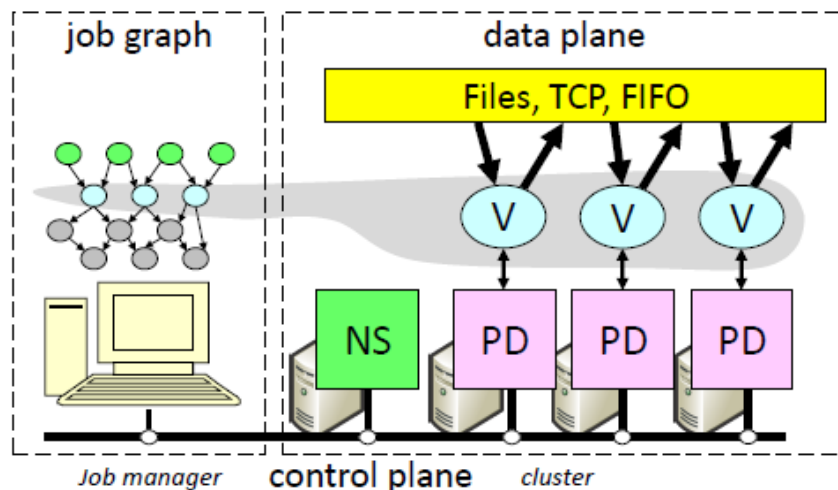 job graph
data plane
Files, TCP, FIFO
V V V
NS PD PD PD
Job manager control plane cluster